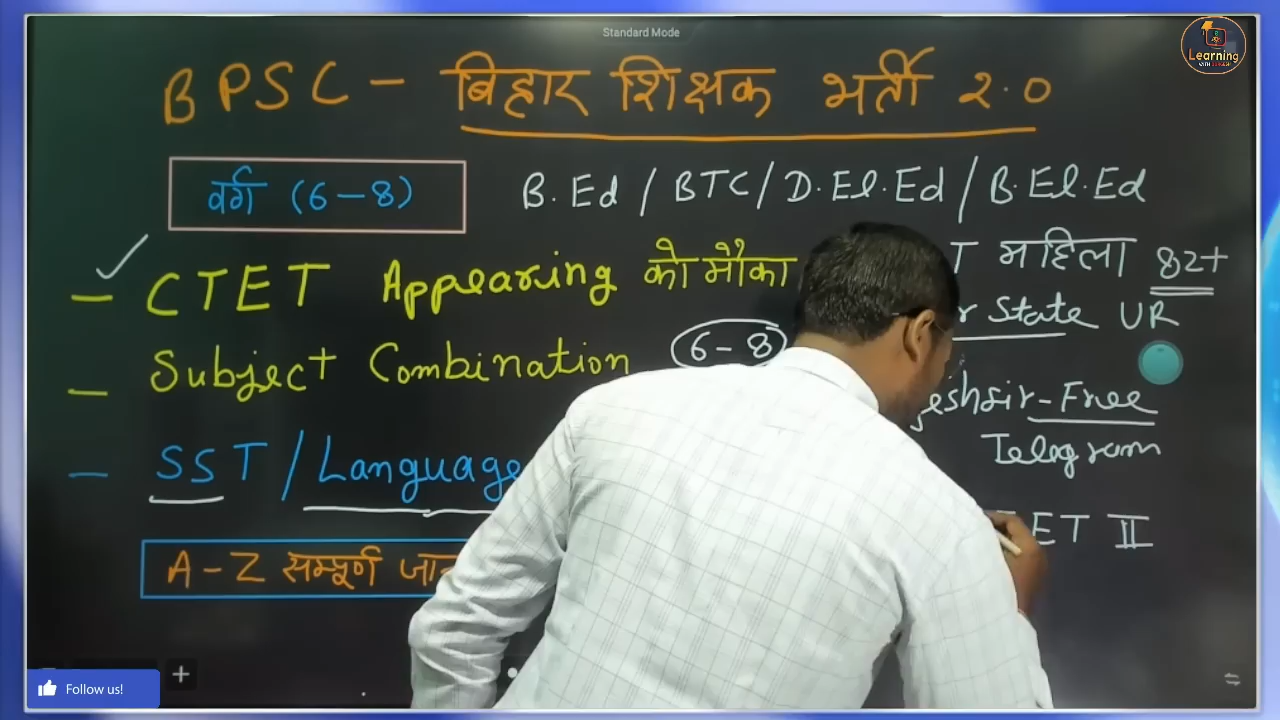 Standard Mode
Learning
BPSC - बिहार शिक्षक भर्ती 2.0
वर्ग (6-8)
B.Ed / BTC / D.El.Ed / B.El.Ed
- CTET Appearing को मौका
महिला 82+
State UR
- Subject Combination (6-8)
- Free
Telegram
- SST / Language
ET II
A-Z सम्पूर्ण
Follow us!